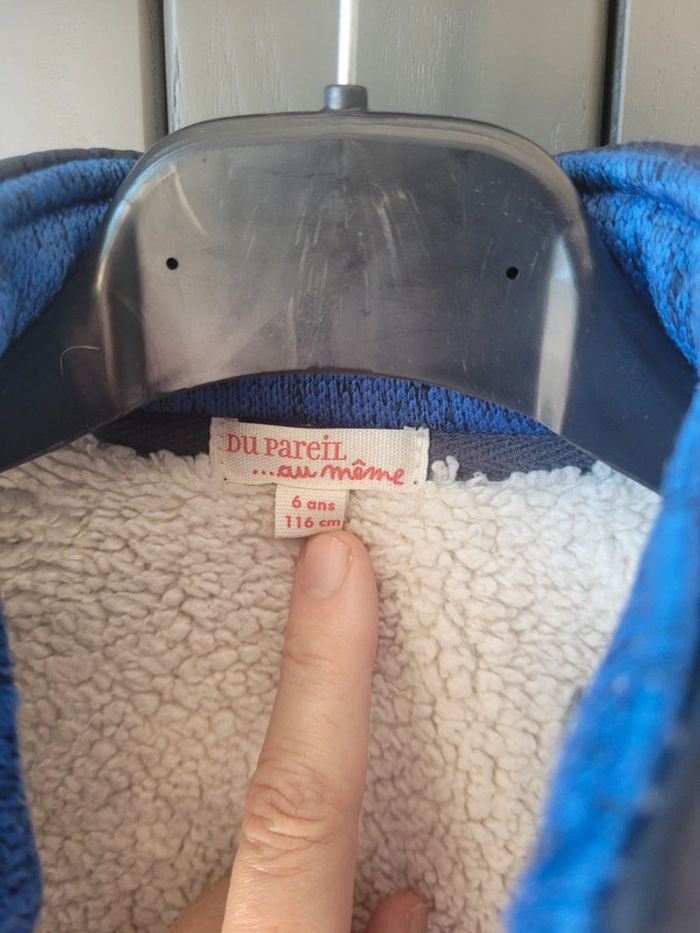 DU PAREIL
...au même
6 ans
116 cm